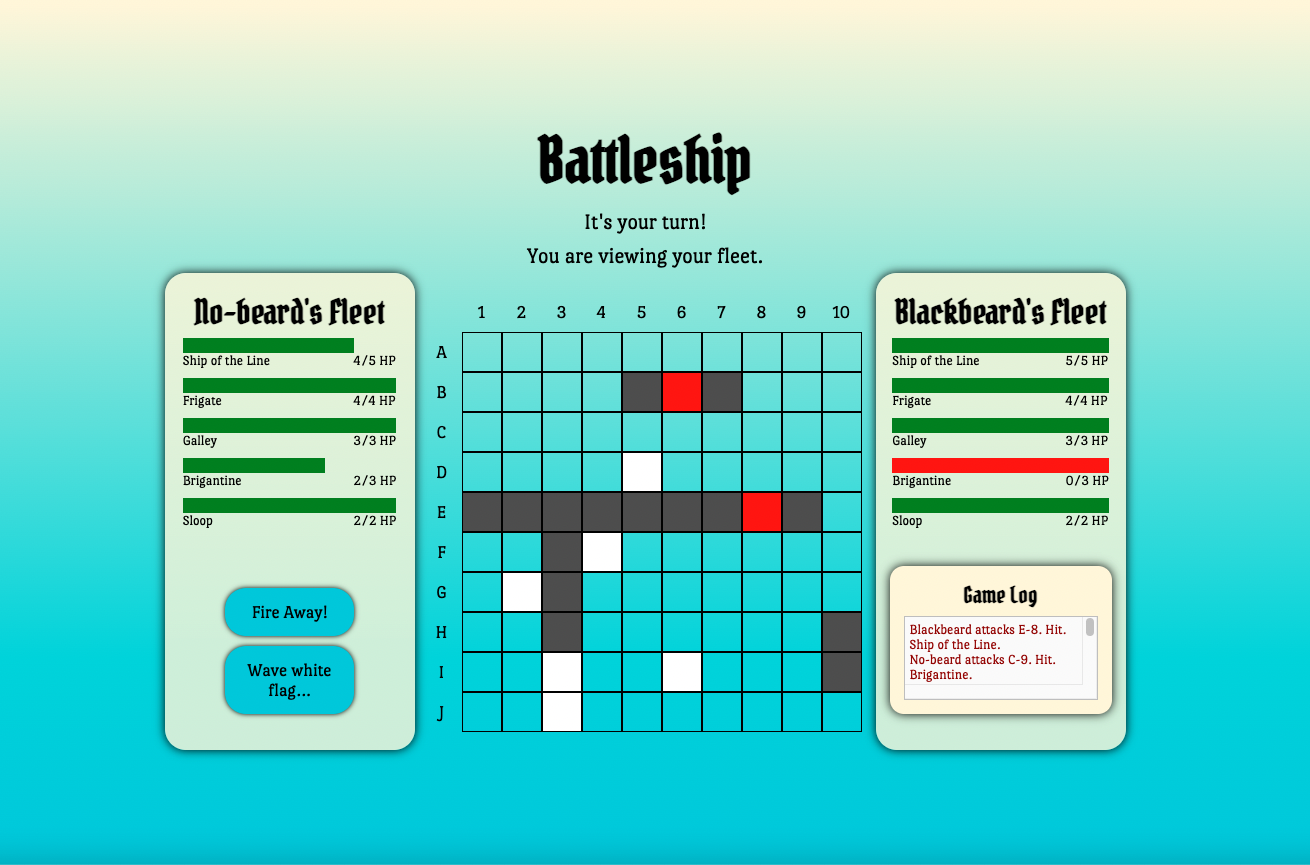 Battleship
It's your turn!
You are viewing your fleet.
No-beard's Fleet
Ship of the Line 4/5 HP
Frigate 4/4 HP
Galley 3/3 HP
Brigantine 2/3 HP
Sloop 2/2 HP
Fire Away!
Wave white
flag...
1 2 3 4 5 6 7 8 9 10
A
B
C
D
E
F
G
H
I
J
Blackbeard's Fleet
Ship of the Line 5/5 HP
Frigate 4/4 HP
Galley 3/3 HP
Brigantine 0/3 HP
Sloop 2/2 HP
Game Log
Blackbeard attacks E-8. Hit.
Ship of the Line.
No-beard attacks C-9. Hit.
Brigantine.